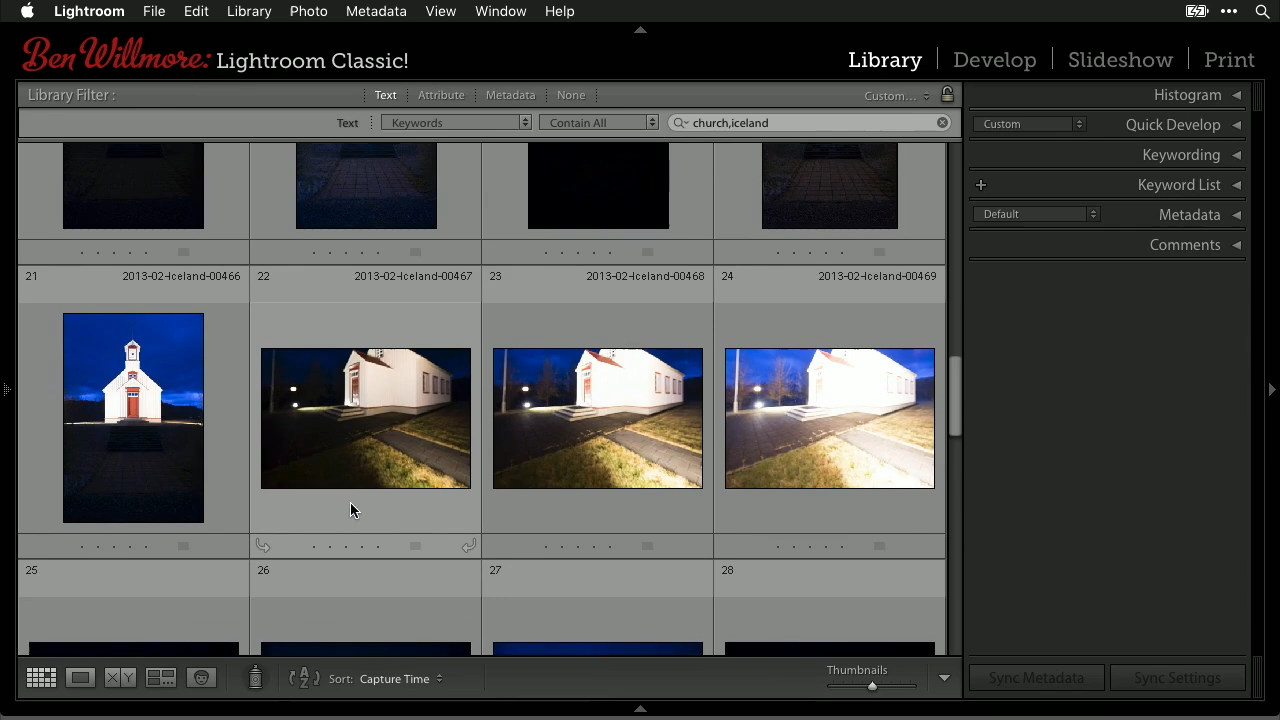 Lightroom File Edit Library Photo Metadata View Window Help
Ben Willmore: Lightroom Classic!
Library Develop Slideshow Print
Library Filter : Text Attribute Metadata None Custom...
Histogram
Text Keywords Contain All church,iceland
Custom Quick Develop
Keywording
Keyword List
Default Metadata
Comments
21 2013-02-Iceland-00466 22 2013-02-Iceland-00467 23 2013-02-Iceland-00468 24 2013-02-Iceland-00469
25 26 27 28
Sort: Capture Time
Thumbnails
Sync Metadata Sync Settings